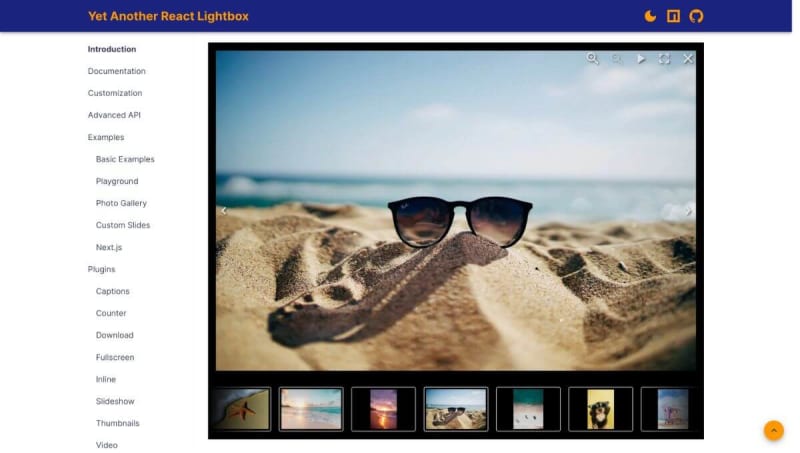 Yet Another React Lightbox
Introduction
Documentation
Customization
Advanced API
Examples
Basic Examples
Playground
Photo Gallery
Custom Slides
Next.js
Plugins
Captions
Counter
Download
Fullscreen
Inline
Slideshow
Thumbnails
Video